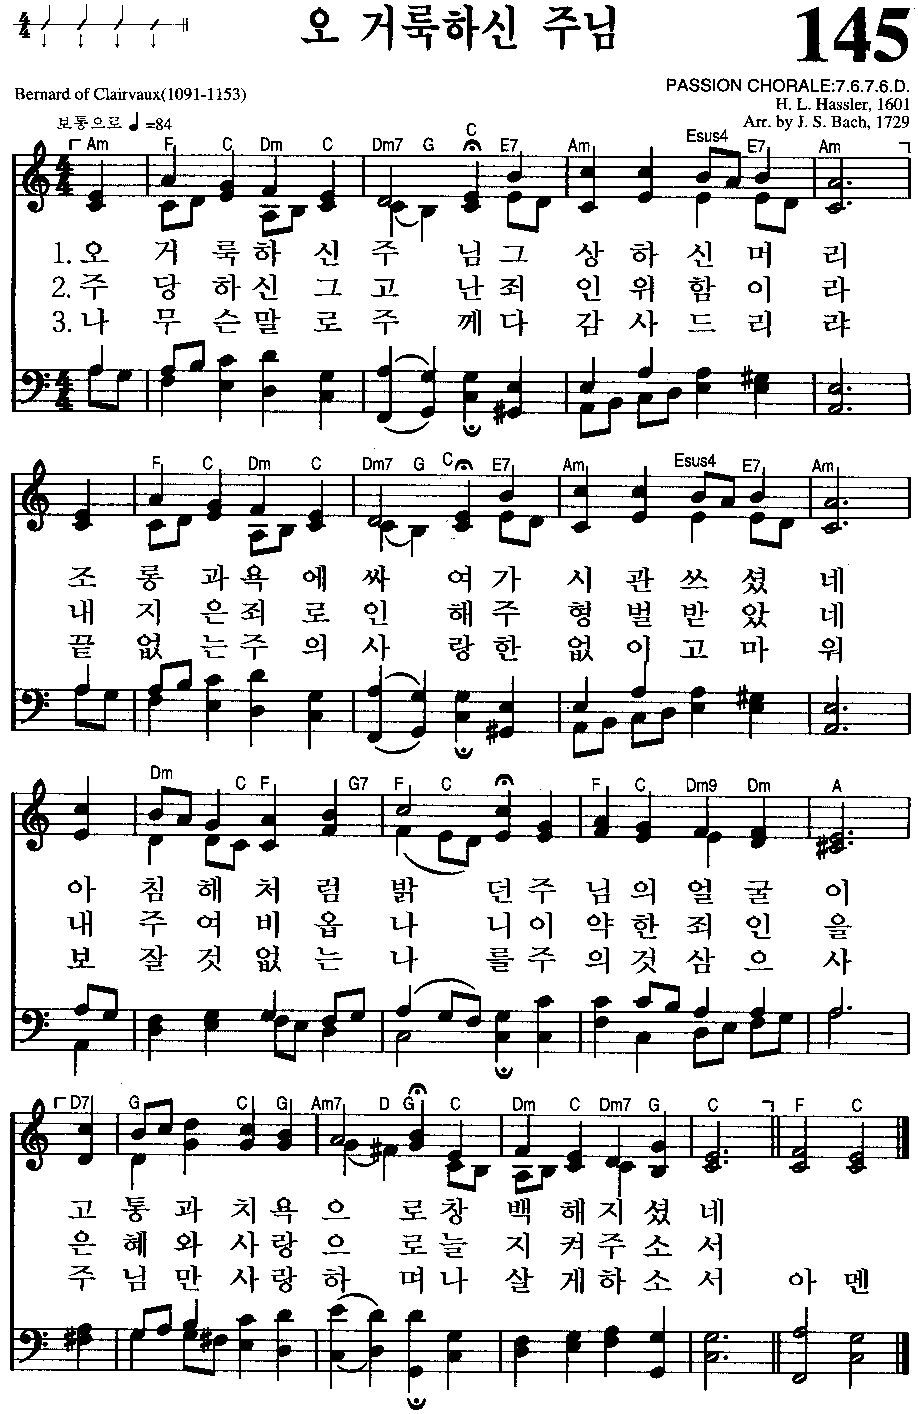 4/4
오 거룩하신 주님
145
Bernard of Clairvaux(1091-1153)
PASSION CHORALE:7.6.7.6.D.
H. L. Hassler, 1601
Arr. by J. S. Bach, 1729
보통으로 ♩=84
Am F C Dm C Dm7 G C E7 Am Esus4 E7 Am
1. 오 거 룩 하 신 주 님 그 상 하 신 머 리
2. 주 당 하 신 그 고 난 죄 인 위 함 이 라
3. 나 무 슨 말 로 주 께 다 감 사 드 리 랴
F C Dm C Dm7 G C E7 Am Esus4 E7 Am
조 롱 과 욕 에 싸 여 가 시 관 쓰 셨 네
내 지 은 죄 로 인 해 주 형 벌 받 았 네
끝 없 는 주 의 사 랑 한 없 이 고 마 워
Dm C F G7 F C F C Dm9 Dm A
아 침 해 처 럼 밝 던 주 님 의 얼 굴 이
내 주 여 비 옵 나 니 이 약 한 죄 인 을
보 잘 것 없 는 나 를 주 의 것 삼 으 사
D7 G C G Am7 D G C Dm C Dm7 G C F C
고 통 과 치 욕 으 로 창 백 해 지 셨 네
은 혜 와 사 랑 으 로 늘 지 켜 주 소 서
주 님 만 사 랑 하 며 나 살 게 하 소 서 아 멘